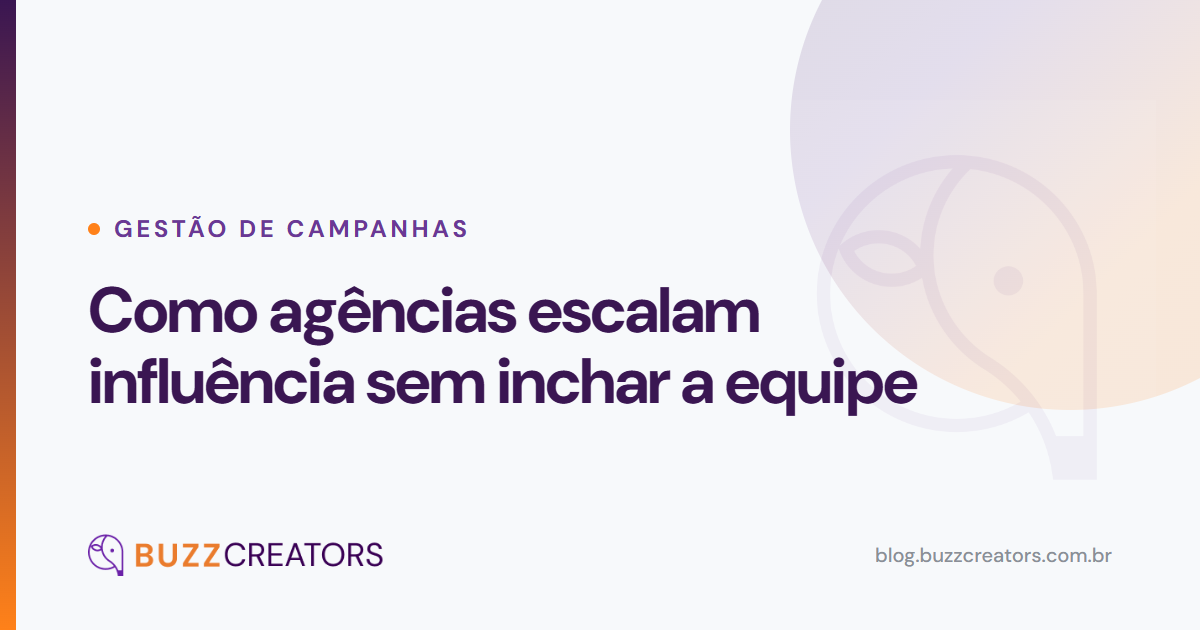 GESTÃO DE CAMPANHAS
Como agências escalam
influência sem inchar a equipe
BUZZCREATORS
blog.buzzcreators.com.br